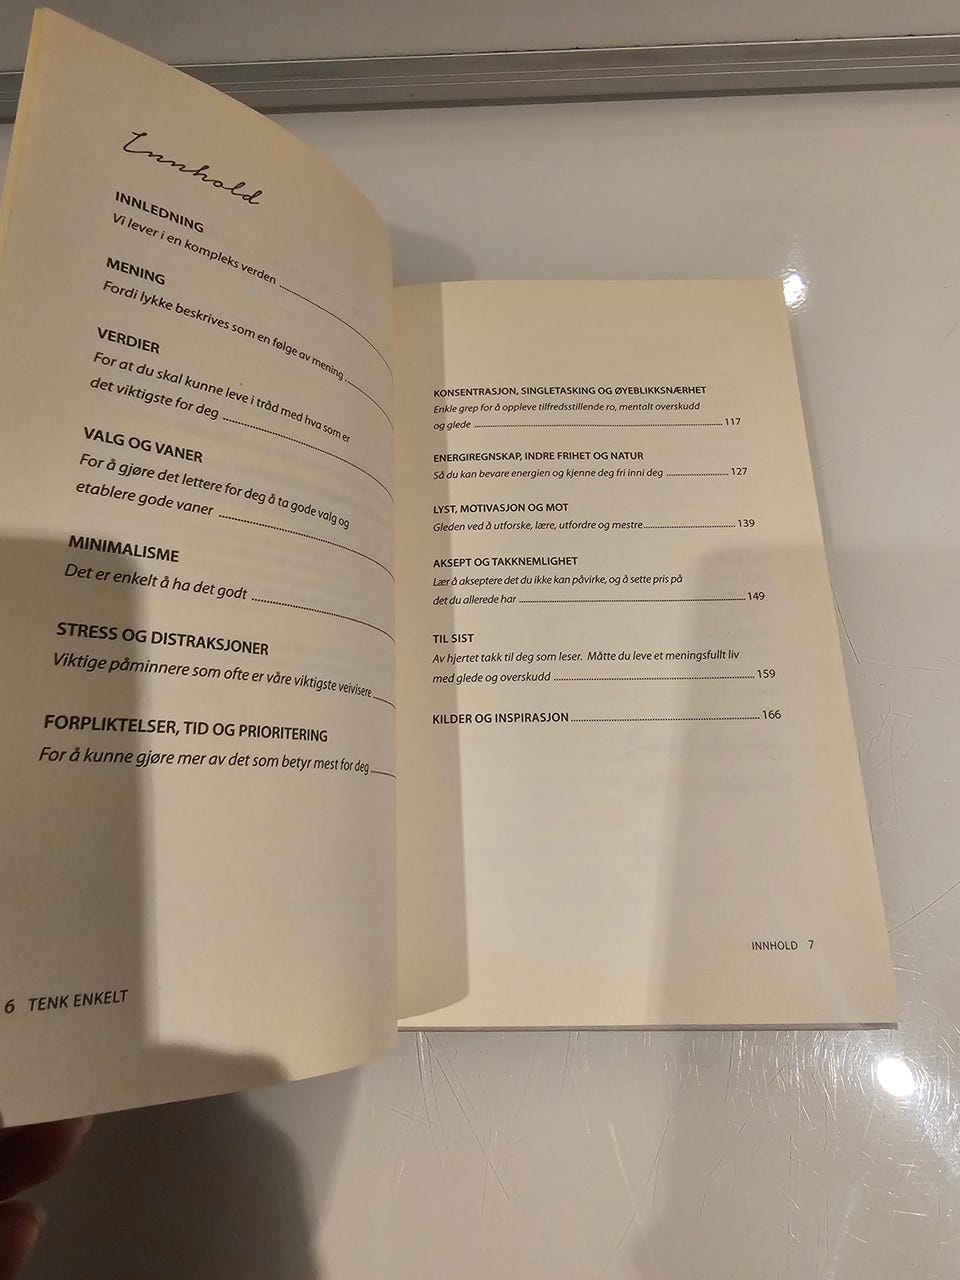 Innhold
INNLEDNING
Vi lever i en kompleks verden
MENING
Fordi lykke beskrives som en følge av mening
VERDIER
For at du skal kunne leve i tråd med hva som er
det viktigste for deg
VALG OG VANER
For å gjøre det lettere for deg å ta gode valg og
etablere gode vaner
MINIMALISME
Det er enkelt å ha det godt
STRESS OG DISTRAKSJONER
Viktige påminnere som ofte er våre viktigste veivisere
FORPLIKTELSER, TID OG PRIORITERING
For å kunne gjøre mer av det som betyr mest for deg
6 TENK ENKELT
KONSENTRASJON, SINGLETASKING OG ØYEBLIKKSNÆRHET
Enkle grep for å oppleve tilfredsstillende ro, mentalt overskudd
og glede 117
ENERGIREGNSKAP, INDRE FRIHET OG NATUR
Så du kan bevare energien og kjenne deg fri inni deg 127
LYST, MOTIVASJON OG MOT
Gleden ved å utforske, lære, utfordre og mestre 139
AKSEPT OG TAKKNEMLIGHET
Lær å akseptere det du ikke kan påvirke, og å sette pris på
det du allerede har 149
TIL SIST
Av hjertet takk til deg som leser. Måtte du leve et meningsfullt liv
med glede og overskudd 159
KILDER OG INSPIRASJON 166
INNHOLD 7